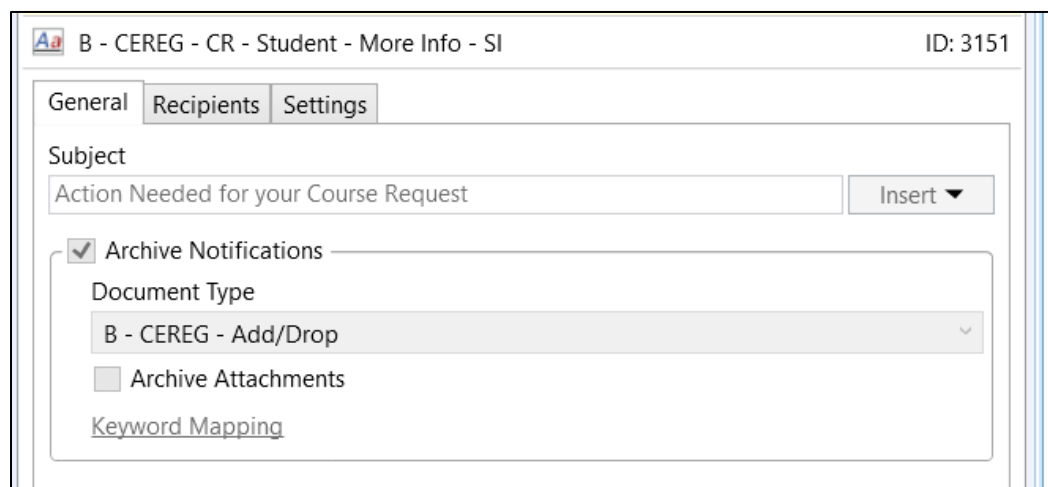 Aa B - CEREG - CR - Student - More Info - SI ID: 3151
General Recipients Settings
Subject
Action Needed for your Course Request Insert
Archive Notifications
Document Type
B - CEREG - Add/Drop
Archive Attachments
Keyword Mapping